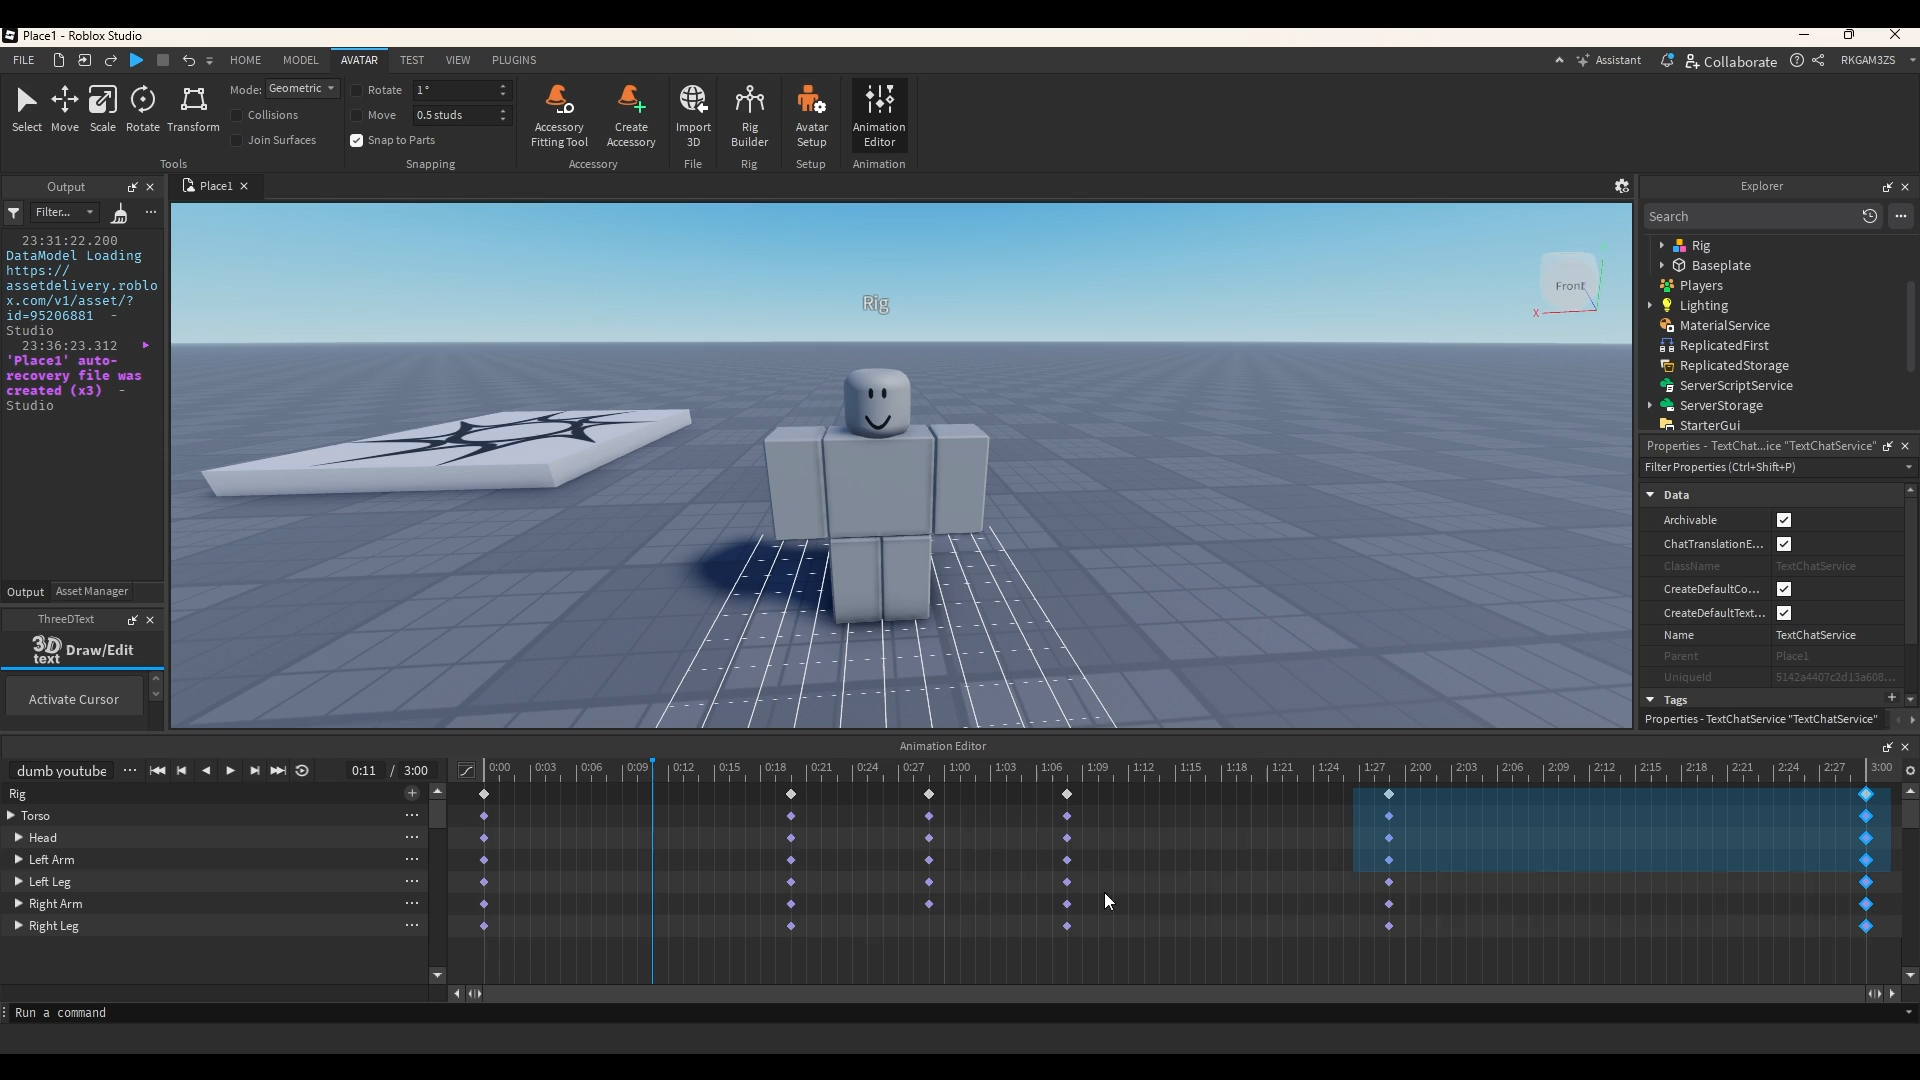 Place1 - Roblox Studio
FILE HOME MODEL AVATAR TEST VIEW PLUGINS Assistant Collaborate RKGAM3ZS
Select Move Scale Rotate Transform
Mode: Geometric
Collisions
Join Surfaces
Tools
Rotate 1°
Move 0.5 studs
Snap to Parts
Snapping
Accessory Fitting Tool
Create Accessory
Accessory
Import 3D
File
Rig Builder
Rig
Avatar Setup
Setup
Animation Editor
Animation
Output
Filter...
23:31:22.200
DataModel Loading
https://
assetdelivery.roblo
x.com/v1/asset/?
id=95206881 -
Studio
23:36:23.312
'Place1' auto-
recovery file was
created (x3) -
Studio
Output Asset Manager
ThreeDText
3D text Draw/Edit
Activate Cursor
Place1
Rig
Front
X
Explorer
Search
Rig
Baseplate
Players
Lighting
MaterialService
ReplicatedFirst
ReplicatedStorage
ServerScriptService
ServerStorage
StarterGui
Properties - TextChat...ice "TextChatService"
Filter Properties (Ctrl+Shift+P)
Data
Archivable
ChatTranslationE...
ClassName TextChatService
CreateDefaultCo...
CreateDefaultText...
Name TextChatService
Parent Place1
UniqueId 5142a4407c2d13a608...
Tags
Properties - TextChatService "TextChatService"
Animation Editor
dumb youtube 0:11 / 3:00
0:00 0:03 0:06 0:09 0:12 0:15 0:18 0:21 0:24 0:27 1:00 1:03 1:06 1:09 1:12 1:15 1:18 1:21 1:24 1:27 2:00 2:03 2:06 2:09 2:12 2:15 2:18 2:21 2:24 2:27 3:00
Rig
Torso
Head
Left Arm
Left Leg
Right Arm
Right Leg
Run a command